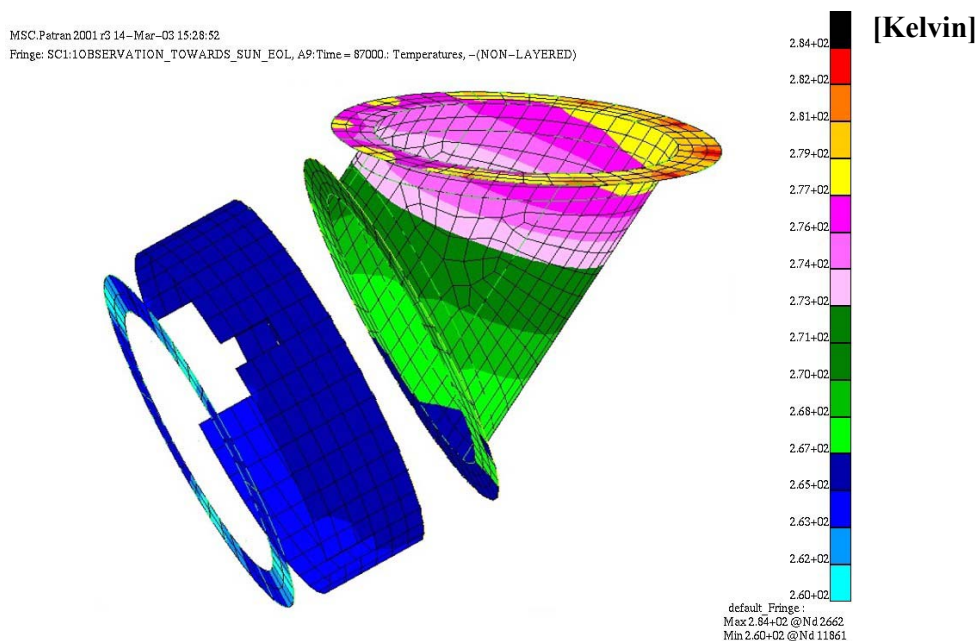 MSC.Patran 2001 r3 14-Mar-03 15:28:52
Fringe: SC1:1OBSERVATION_TOWARDS_SUN_EOL, A9:Time = 87000.: Temperatures, -(NON-LAYERED)
[Kelvin]
2.84+02
2.82+02
2.81+02
2.79+02
2.77+02
2.76+02
2.74+02
2.73+02
2.71+02
2.70+02
2.68+02
2.67+02
2.65+02
2.63+02
2.62+02
2.60+02
default_Fringe :
Max 2.84+02 @Nd 2662
Min 2.60+02 @Nd 11861